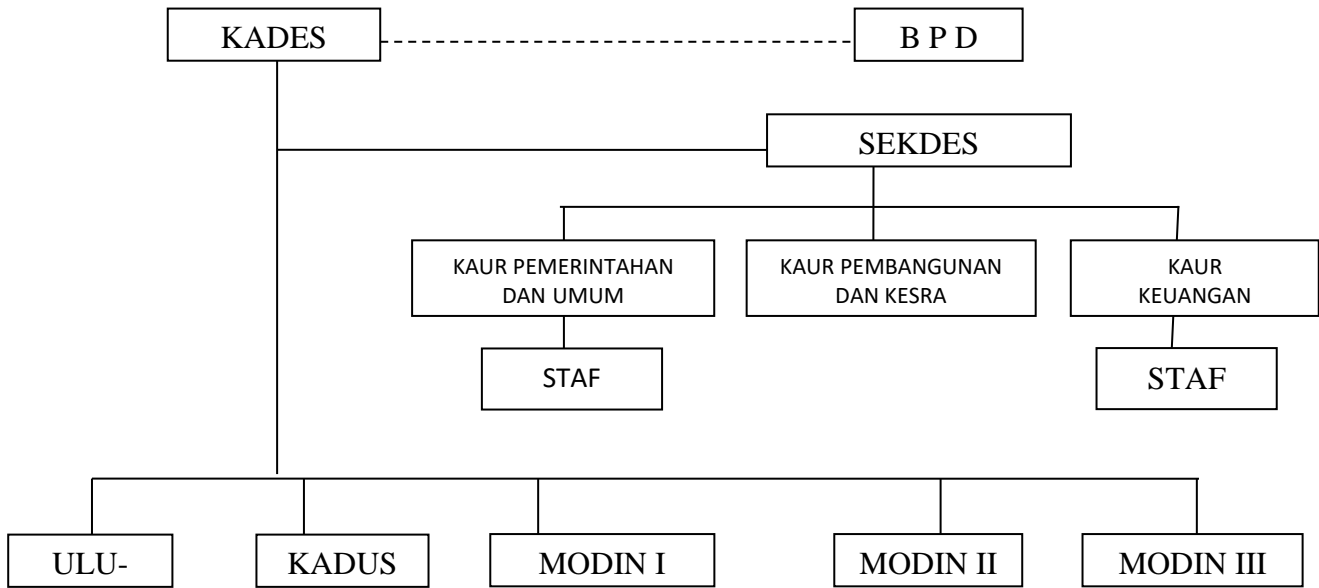 KADES
B P D
SEKDES
KAUR PEMERINTAHAN
DAN UMUM
KAUR PEMBANGUNAN
DAN KESRA
KAUR
KEUANGAN
STAF
STAF
ULU-
KADUS
MODIN I
MODIN II
MODIN III